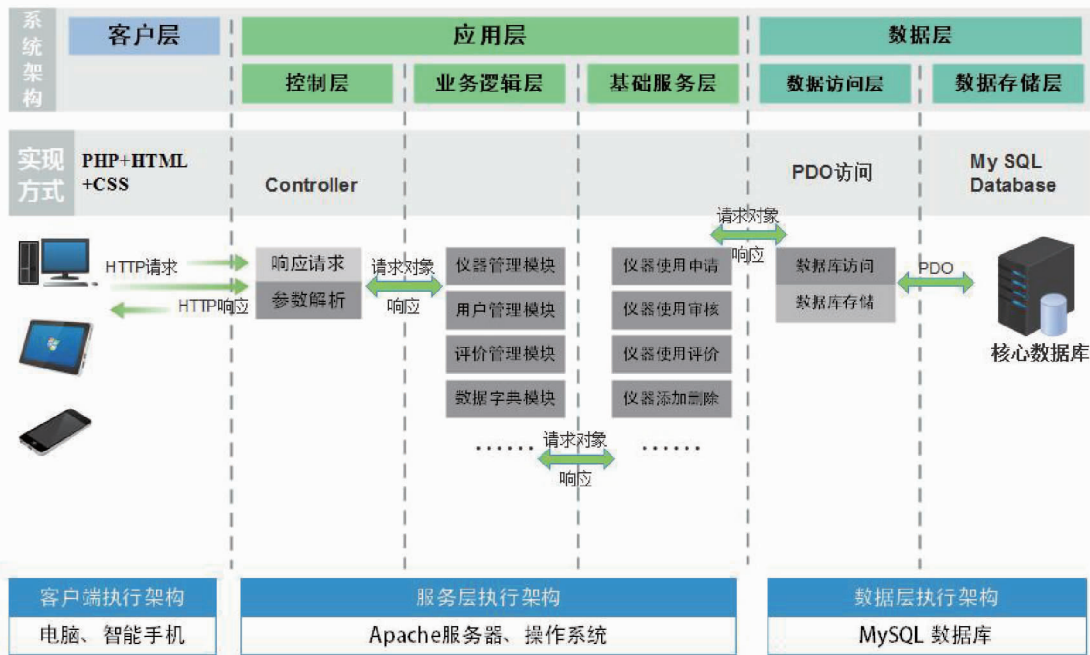 系统架构
客户层
应用层
数据层
控制层
业务逻辑层
基础服务层
数据访问层
数据存储层
实现
方式
PHP+HTML
+CSS
Controller
PDO访问
My SQL
Database
HTTP请求
HTTP响应
响应请求
参数解析
请求对象
响应
仪器管理模块
用户管理模块
评价管理模块
数据字典模块
……
请求对象
响应
仪器使用申请
仪器使用审核
仪器使用评价
仪器添加删除
……
请求对象
响应
数据库访问
数据库存储
PDO
核心数据库
客户端执行架构
电脑、智能手机
服务层执行架构
Apache服务器、操作系统
数据层执行架构
MySQL 数据库